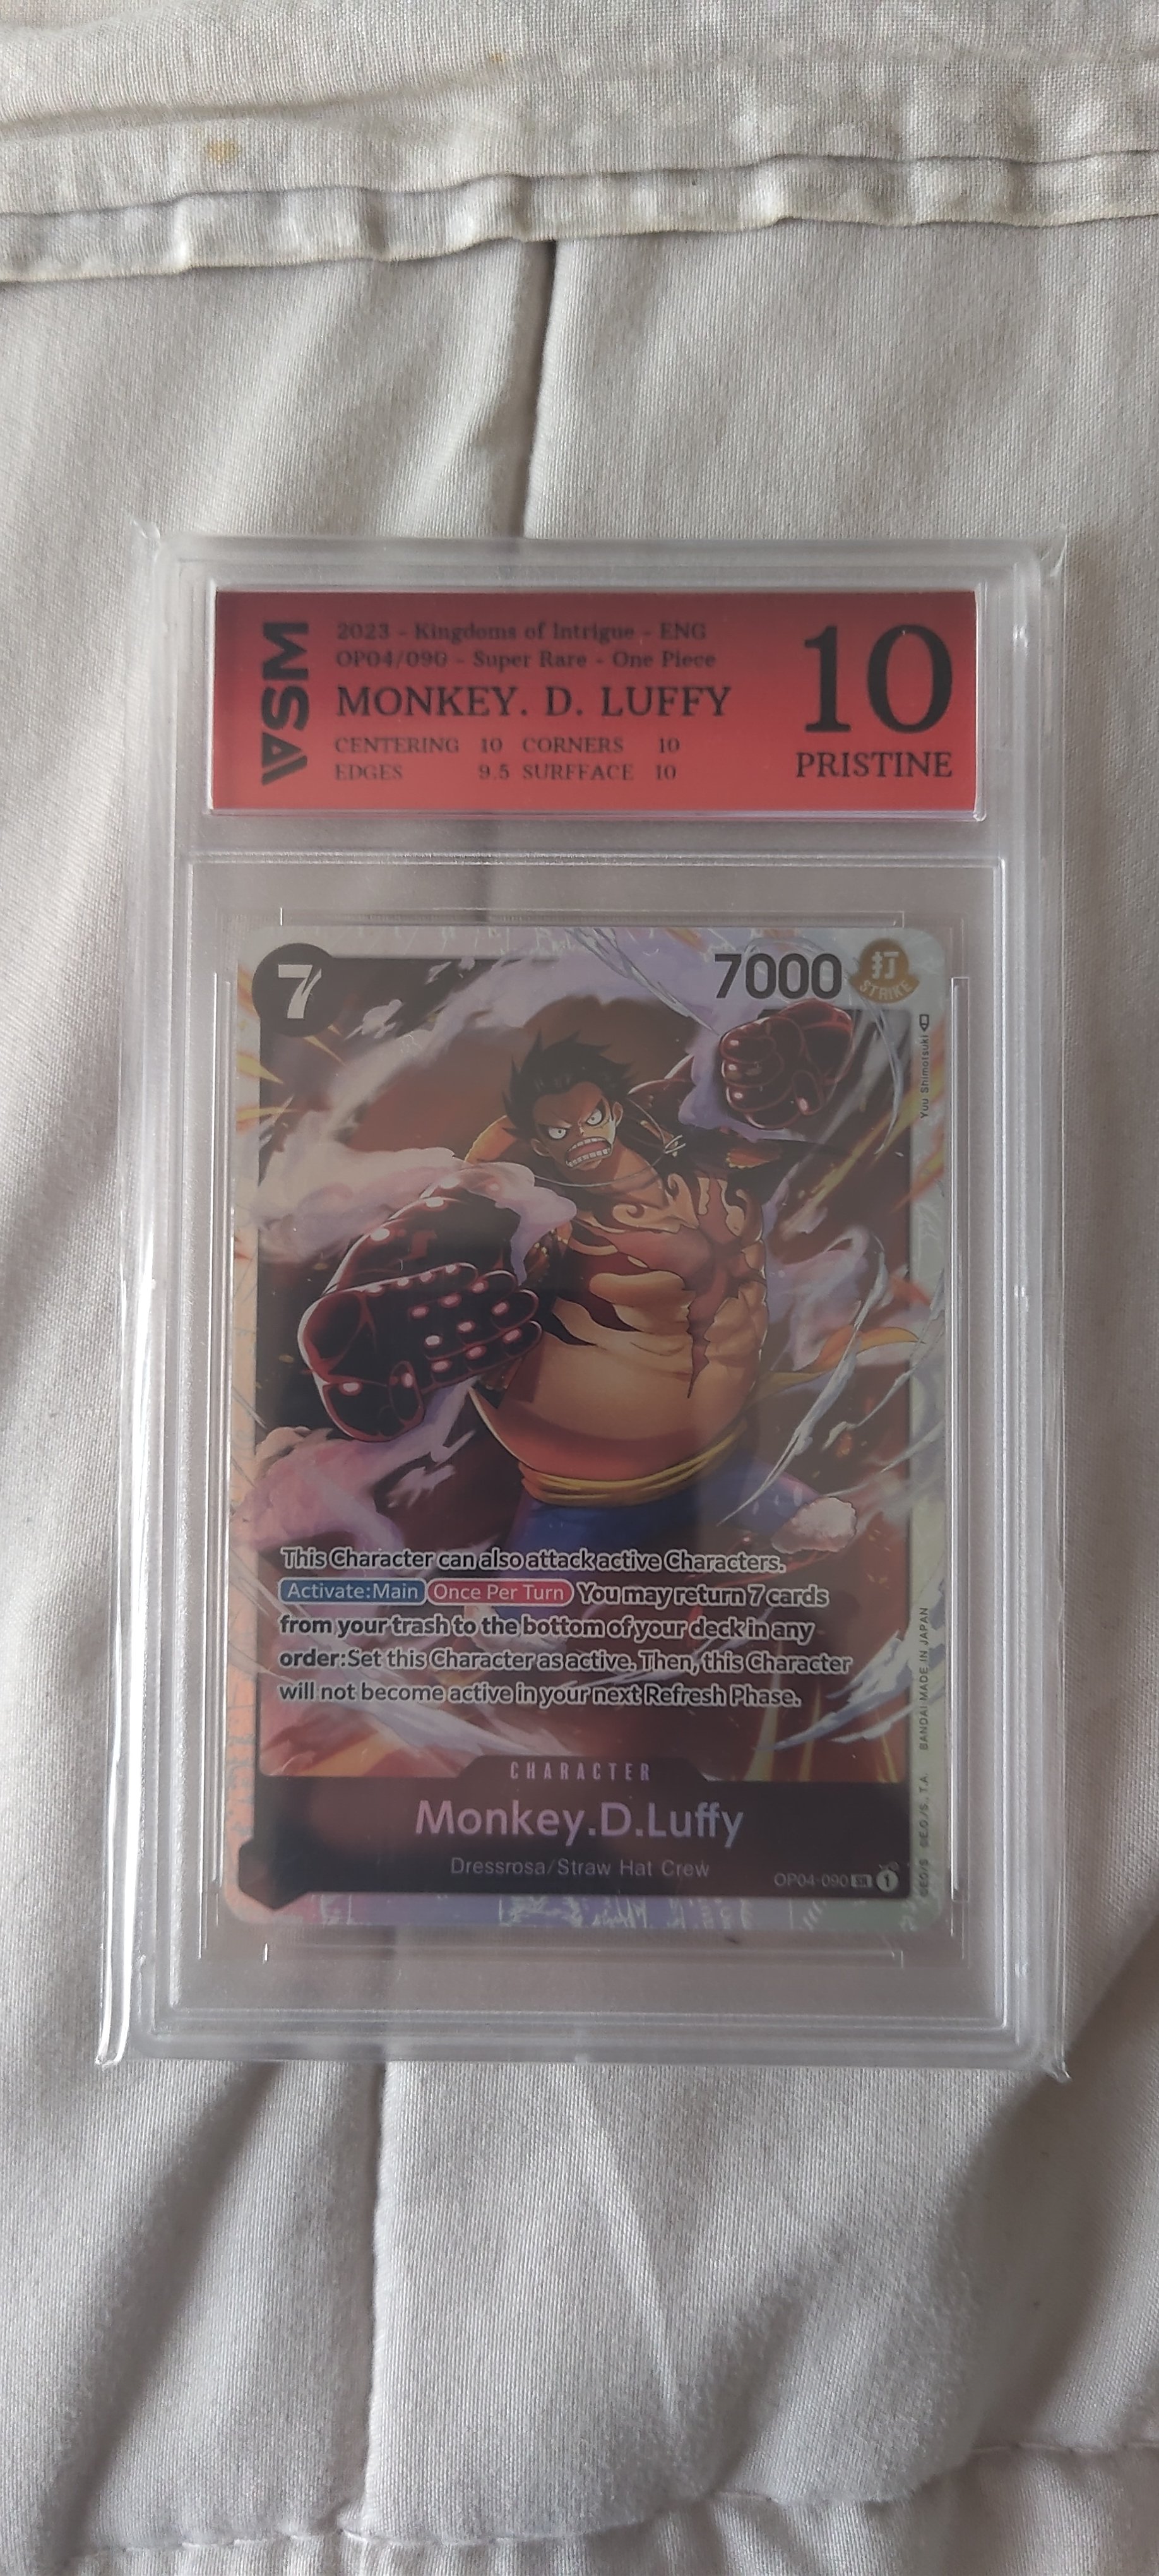 WSA
2023 - Kingdoms of Intrigue - ENG
OP04/090 - Super Rare - One Piece
MONKEY. D. LUFFY
CENTERING 10 CORNERS 10
EDGES 9.5 SURFFACE 10
10
PRISTINE
7
7000
打
STRIKE
Yuu Shimotsuki
This Character can also attack active Characters.
Activate:Main Once Per Turn You may return 7 cards
from your trash to the bottom of your deck in any
order:Set this Character as active. Then, this Character
will not become active in your next Refresh Phase.
BANDAI MADE IN JAPAN
CHARACTER
Monkey.D.Luffy
Dressrosa/Straw Hat Crew
OP04-090 SR 1